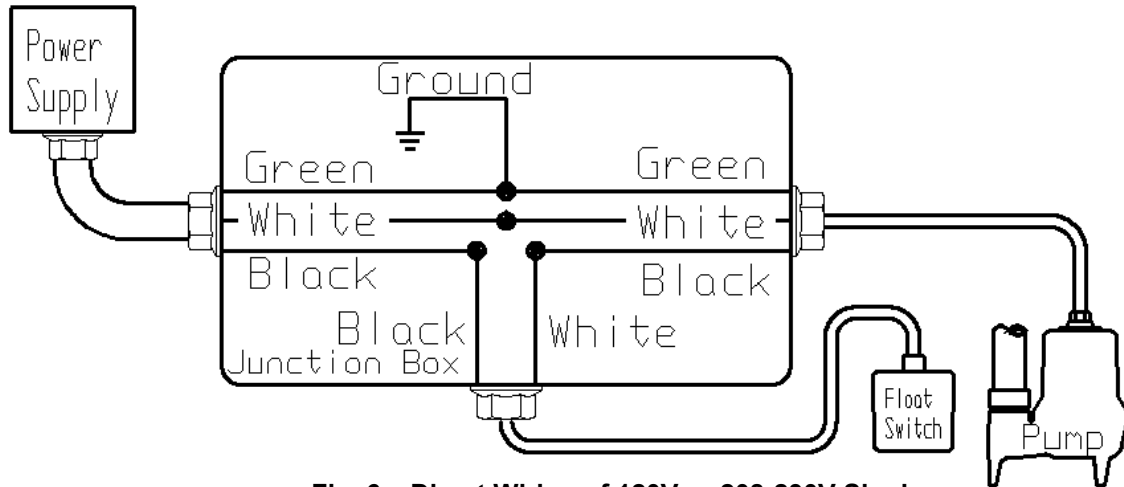 Power
Supply
Ground
Green
Green
White
White
Black
Black
Black
White
Junction Box
Float
Switch
Pump